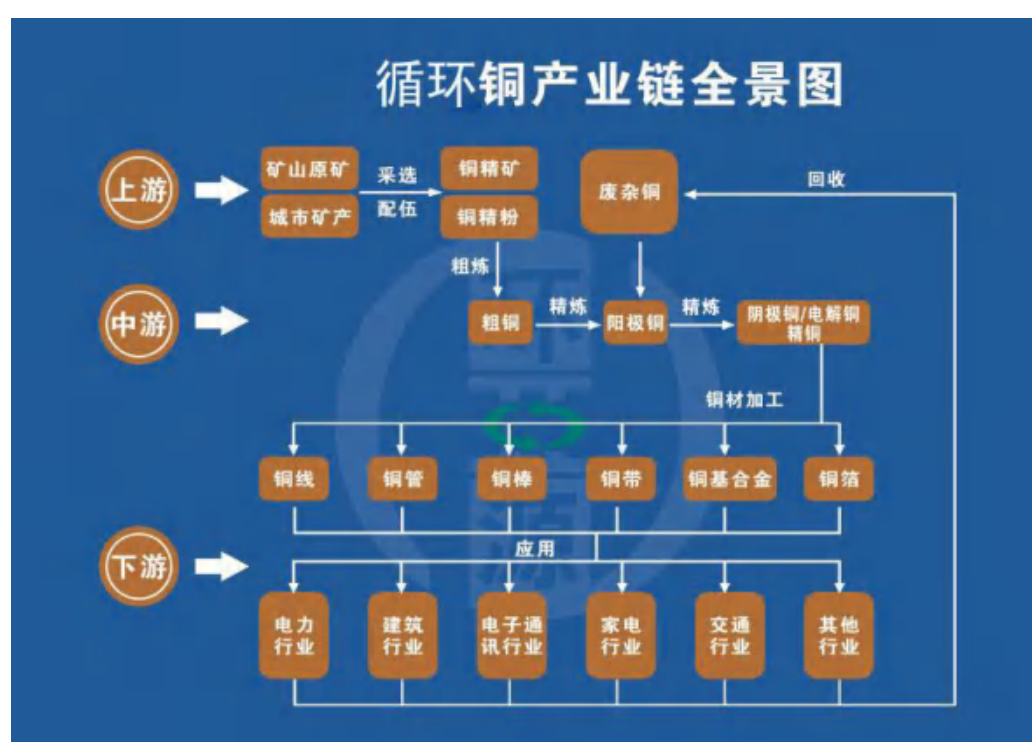 循环铜产业链全景图
上游
矿山原矿
城市矿产
采选
配伍
铜精矿
铜精粉
废杂铜
回收
粗炼
中游
粗铜
精炼
阳极铜
精炼
阴极铜/电解铜
精铜
铜材加工
铜线
铜管
铜棒
铜带
铜基合金
铜箔
下游
应用
电力
行业
建筑
行业
电子通
讯行业
家电
行业
交通
行业
其他
行业